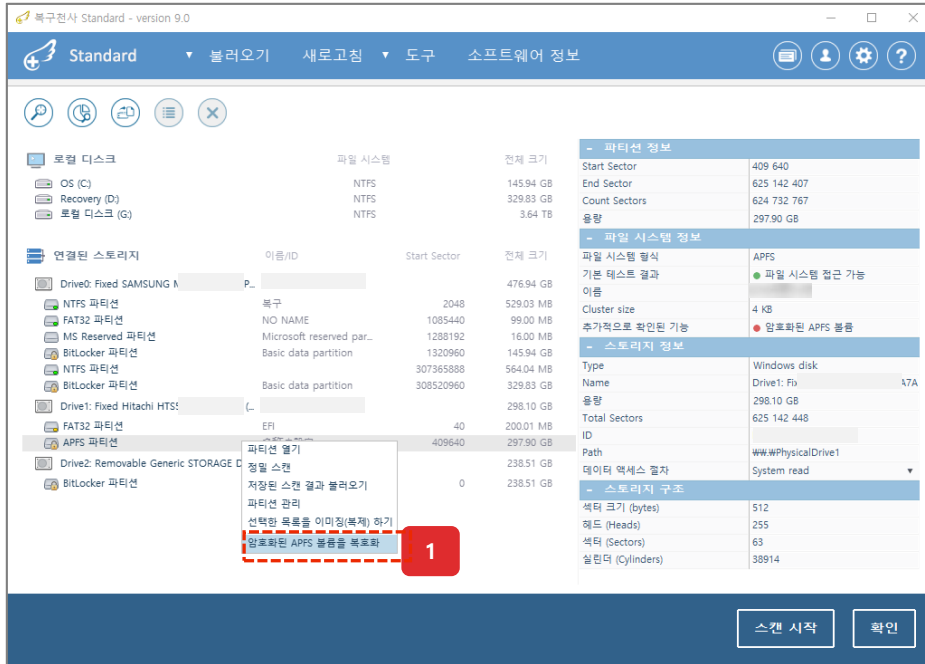 복구천사 Standard - version 9.0
Standard ▼ 불러오기 새로고침 ▼ 도구 소프트웨어 정보
로컬 디스크 파일 시스템 전체 크기
OS (C:) NTFS 145.94 GB
Recovery (D:) NTFS 329.83 GB
로컬 디스크 (G:) NTFS 3.64 TB
연결된 스토리지 이름/ID Start Sector 전체 크기
Drive0: Fixed SAMSUNG P... 476.94 GB
NTFS 파티션 복구 2048 529.03 MB
FAT32 파티션 NO NAME 1085440 99.00 MB
MS Reserved 파티션 Microsoft reserved par... 1288192 16.00 MB
BitLocker 파티션 Basic data partition 1320960 145.94 GB
NTFS 파티션 307365888 564.04 MB
BitLocker 파티션 Basic data partition 308520960 329.83 GB
Drive1: Fixed Hitachi HTS5 (... 298.10 GB
FAT32 파티션 EFI 40 200.01 MB
APFS 파티션 409640 297.90 GB
Drive2: Removable Generic STORAGE D 238.51 GB
BitLocker 파티션 0 238.51 GB
파티션 열기
정밀 스캔
저장된 스캔 결과 불러오기
파티션 관리
선택한 목록을 이미징(복제) 하기
암호화된 APFS 볼륨을 복호화
1
– 파티션 정보
Start Sector 409 640
End Sector 625 142 407
Count Sectors 624 732 767
용량 297.90 GB
– 파일 시스템 정보
파일 시스템 형식 APFS
기본 테스트 결과 ● 파일 시스템 접근 가능
이름
Cluster size 4 KB
추가적으로 확인된 기능 ● 암호화된 APFS 볼륨
– 스토리지 정보
Type Windows disk
Name Drive1: Fi A7A
용량 298.10 GB
Total Sectors 625 142 448
ID
Path ₩₩.₩PhysicalDrive1
데이터 액세스 절차 System read ▼
– 스토리지 구조
섹터 크기 (bytes) 512
헤드 (Heads) 255
섹터 (Sectors) 63
실린더 (Cylinders) 38914
스캔 시작 확인